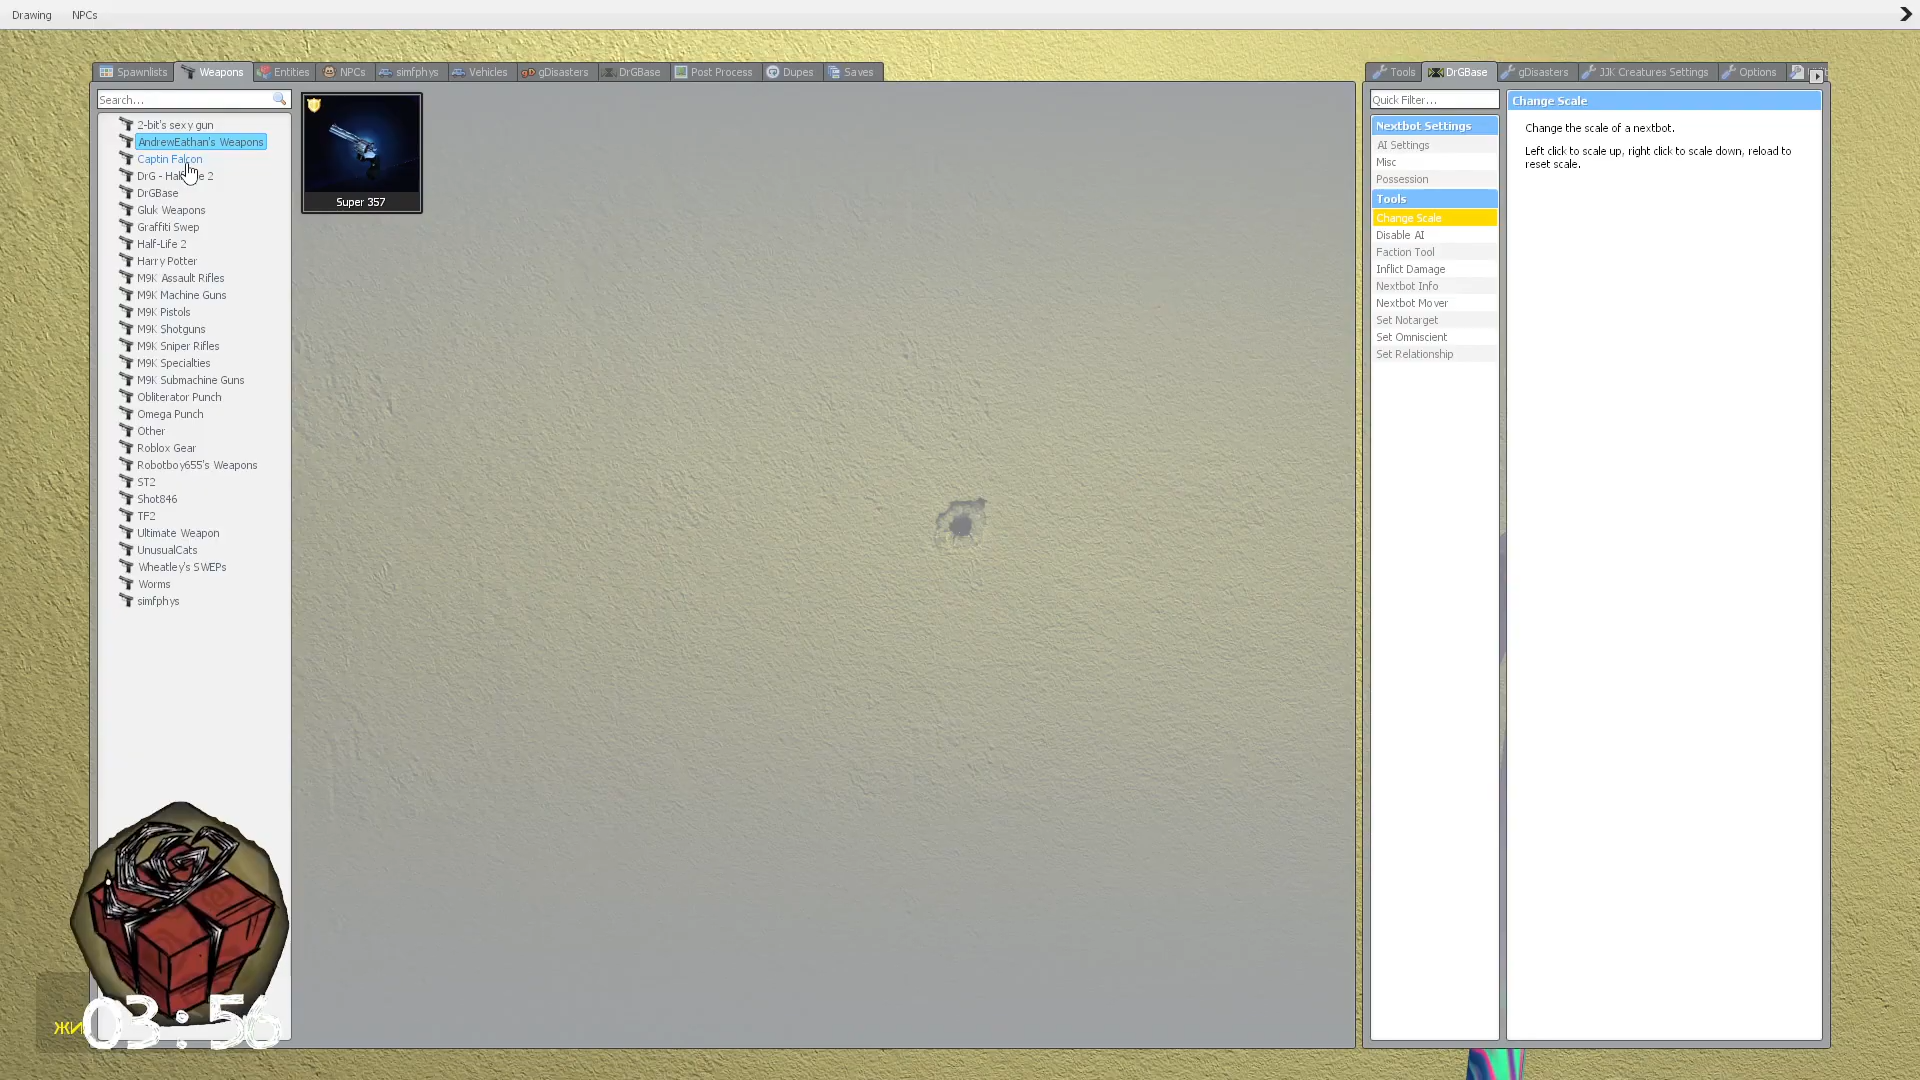 Drawing NPCs
Spawnlists Weapons Entities NPCs simfphys Vehicles gDisasters DrGBase Post Process Dupes Saves
Search...
2-bit's sexy gun
AndrewEathan's Weapons
Captin Falcon
DrG - Half-Life 2
DrGBase
Gluk Weapons
Graffiti Swep
Half-Life 2
Harry Potter
M9K Assault Rifles
M9K Machine Guns
M9K Pistols
M9K Shotguns
M9K Sniper Rifles
M9K Specialties
M9K Submachine Guns
Obliterator Punch
Omega Punch
Other
Roblox Gear
Robotboy655's Weapons
ST2
Shot846
TF2
Ultimate Weapon
UnusualCats
Wheatley's SWEPs
Worms
simfphys
Super 357
Tools DrGBase gDisasters JJK Creatures Settings Options
Quick Filter...
Nextbot Settings
AI Settings
Misc
Possession
Tools
Change Scale
Disable AI
Faction Tool
Inflict Damage
Nextbot Info
Nextbot Mover
Set Notarget
Set Omniscient
Set Relationship
Change Scale
Change the scale of a nextbot.
Left click to scale up, right click to scale down, reload to
reset scale.
03:56